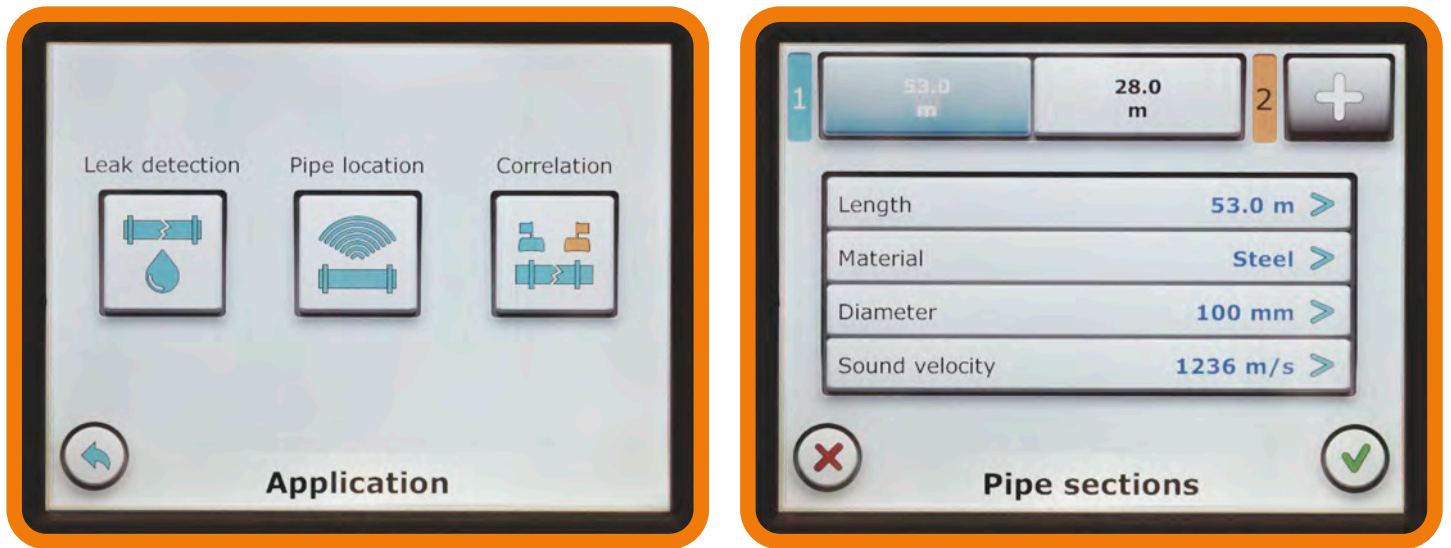 Leak detection
Pipe location
Correlation
Application
1
53.0
m
28.0
m
2
Length
53.0 m
Material
Steel
Diameter
100 mm
Sound velocity
1236 m/s
Pipe sections